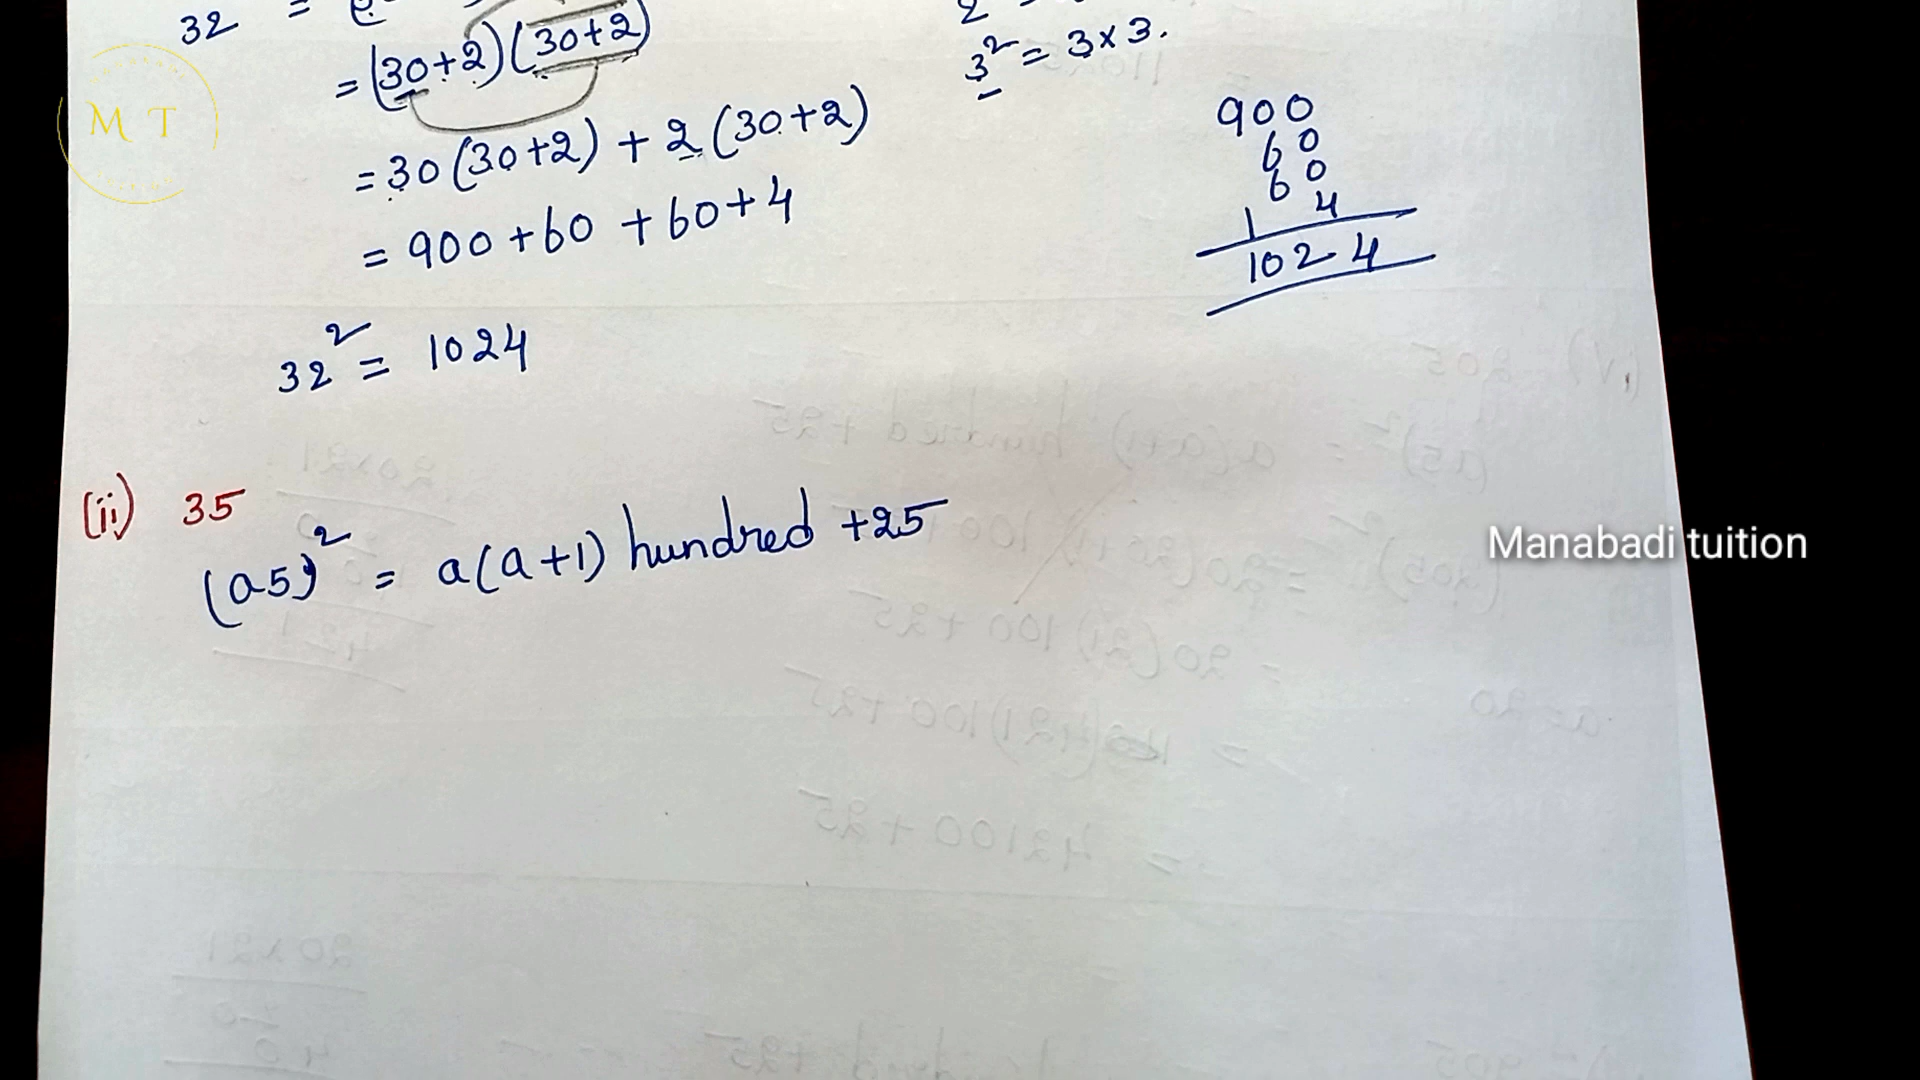 32 =
= (30+2)(30+2)
3² = 3×3.
= 30(30+2) + 2(30+2)
= 900+60 + 60+4
900
60
60
1 4
1024
32² = 1024
(ii) 35
(a5)² = a(a+1) hundred +25
M T
Manabadi tuition